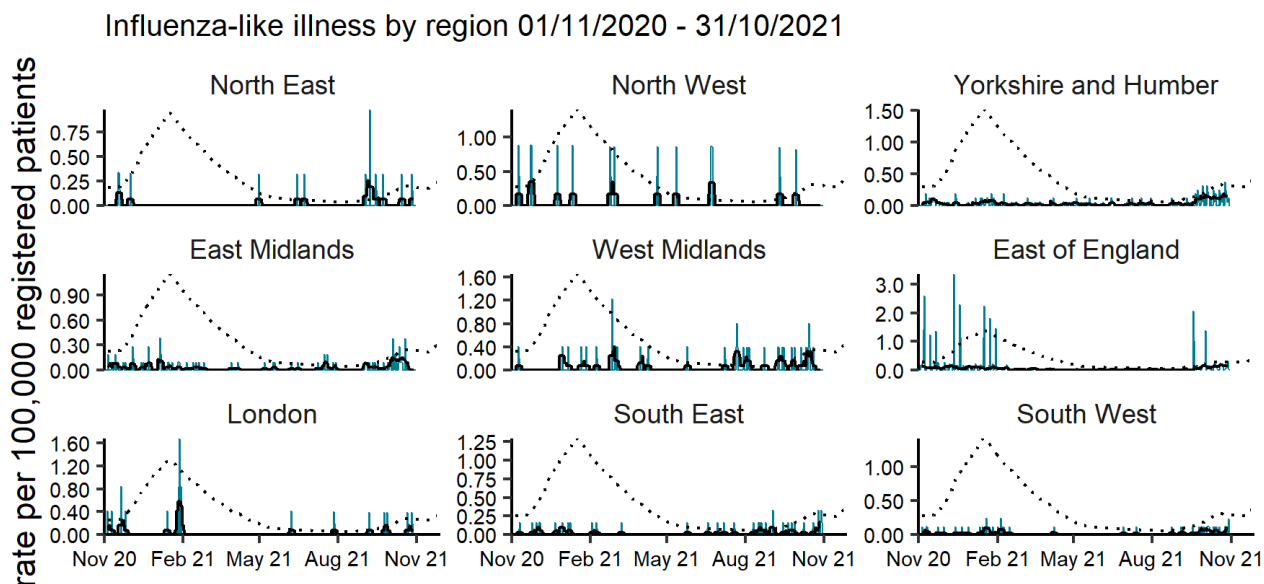 Influenza-like illness by region 01/11/2020 - 31/10/2021
rate per 100,000 registered patients
North East
North West
Yorkshire and Humber
0.75
0.50
0.25
0.00
1.00
0.50
0.00
1.50
1.00
0.50
0.00
East Midlands
West Midlands
East of England
0.90
0.60
0.30
0.00
1.60
1.20
0.80
0.40
0.00
3.0
2.0
1.0
0.0
London
South East
South West
1.60
1.20
0.80
0.40
0.00
1.25
1.00
0.75
0.50
0.25
0.00
1.00
0.50
0.00
Nov 20 Feb 21 May 21 Aug 21 Nov 21
Nov 20 Feb 21 May 21 Aug 21 Nov 21
Nov 20 Feb 21 May 21 Aug 21 Nov 21